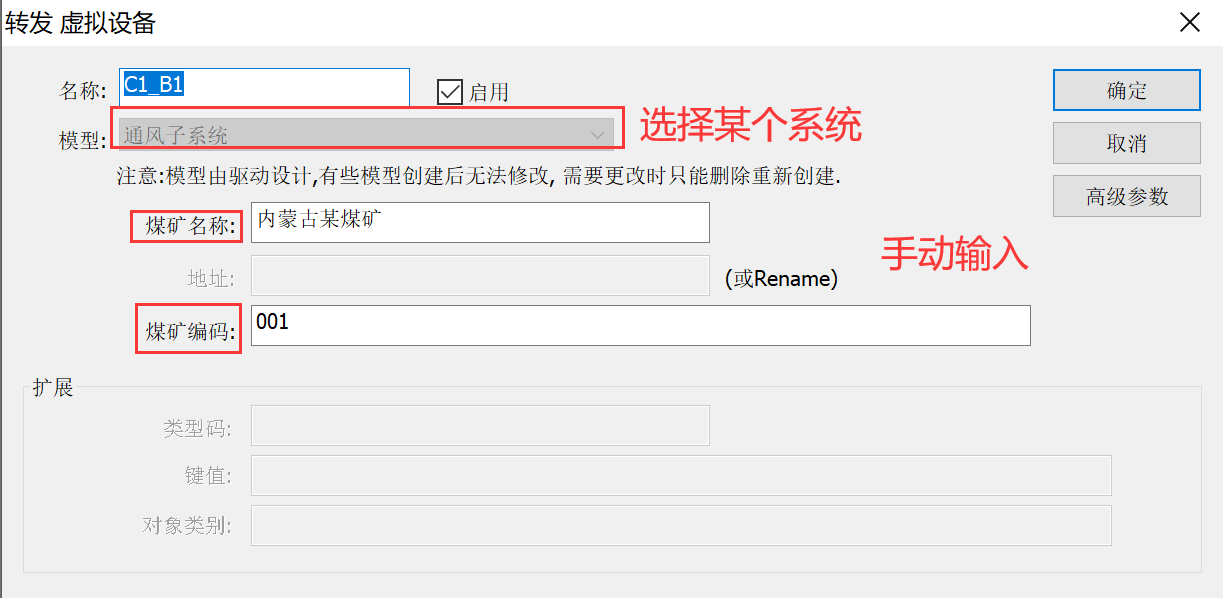 转发 虚拟设备
名称: C1_B1 启用 确定
模型: 通风子系统 选择某个系统 取消
注意:模型由驱动设计,有些模型创建后无法修改, 需要更改时只能删除重新创建.
高级参数
煤矿名称: 内蒙古某煤矿
手动输入
地址: (或Rename)
煤矿编码: 001
扩展
类型码:
键值:
对象类别: